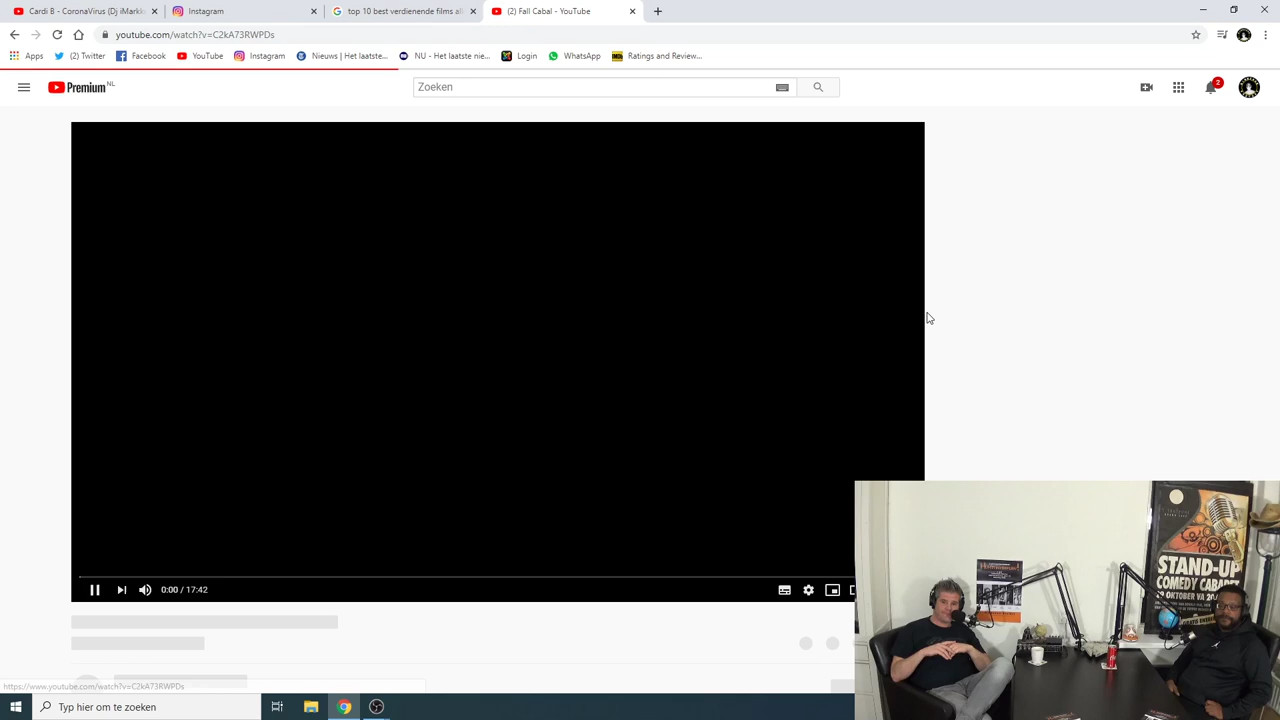 Cardi B - CoronaVirus (Dj iMarkk
Instagram
top 10 best verdienende films all
(2) Fall Cabal - YouTube
youtube.com/watch?v=C2kA73RWPDs
Apps
(2) Twitter
Facebook
YouTube
Instagram
Nieuws | Het laatste...
NU - Het laatste nie...
Login
WhatsApp
Ratings and Review...
Premium NL
Zoeken
2
0:00 / 17:42
STAND-UP
COMEDY CABARET
https://www.youtube.com/watch?v=C2kA73RWPDs
Typ hier om te zoeken